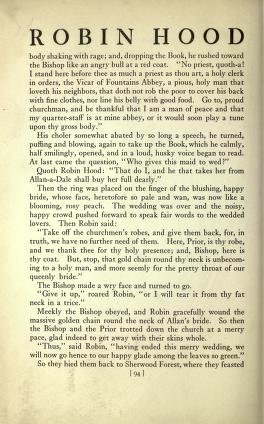 ROBIN HOOD
body shaking with rage; and, dropping the Book, he rushed toward
the Bishop like an angry bull at a red coat. "No priest, quoth-a!
I stand here before thee as much a priest as thou art, a holy clerk
in orders, the Vicar of Fountains Abbey, a pious, holy man that
loveth his neighbors, that doth not rob the poor to cover his back
with fine clothes, nor line his belly with good food. Go to, proud
churchman, and be thankful that I am a man of peace and that
my quarter-staff is at mine abbey, or it would soon play a tune
upon thy gross body."
His choler somewhat abated by so long a speech, he turned,
puffing and blowing, again to take up the Book, which he calmly,
half smilingly, opened, and in a loud, husky voice began to read.
At last came the question, "Who gives this maid to wed?"
Quoth Robin Hood: "That do I, and he that takes her from
Allan-a-Dale shall buy her full dearly."
Then the ring was placed on the finger of the blushing, happy
bride, whose face, heretofore so pale and wan, was now like a
blooming, rosy peach. The wedding was over and the noisy,
happy crowd pushed forward to speak fair words to the wedded
lovers. Then Robin said:
"Take off the churchmen's robes, and give them back, for, in
truth, we have no further need of them. Here, Prior, is thy robe,
and we thank thee for thy holy presence; and, Bishop, here is
thy coat. But, stop, that gold chain round thy neck is unbecom-
ing to a holy man, and more seemly for the pretty throat of our
queenly bride."
The Bishop made a wry face and turned to go.
"Give it up," roared Robin, "or I will tear it from thy fat
neck in a trice."
Meekly the Bishop obeyed, and Robin gracefully wound the
massive golden chain round the neck of Allan's bride. So then
the Bishop and the Prior trotted down the church at a merry
pace, glad indeed to get away with their skins whole.
"Thus," said Robin, "having ended this merry wedding, we
will now go hence to our happy glade among the leaves so green."
So they hied them back to Sherwood Forest, where they feasted
[94]